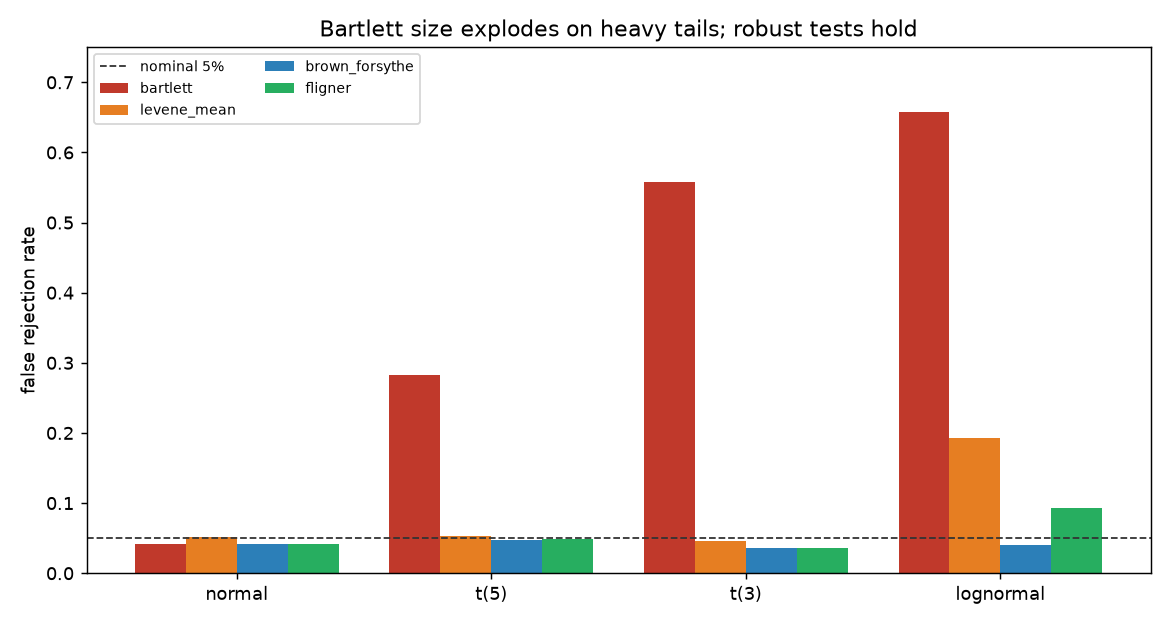 Bartlett size explodes on heavy tails; robust tests hold
nominal 5%
bartlett
levene_mean
brown_forsythe
fligner
false rejection rate
0.7
0.6
0.5
0.4
0.3
0.2
0.1
0.0
normal
t(5)
t(3)
lognormal